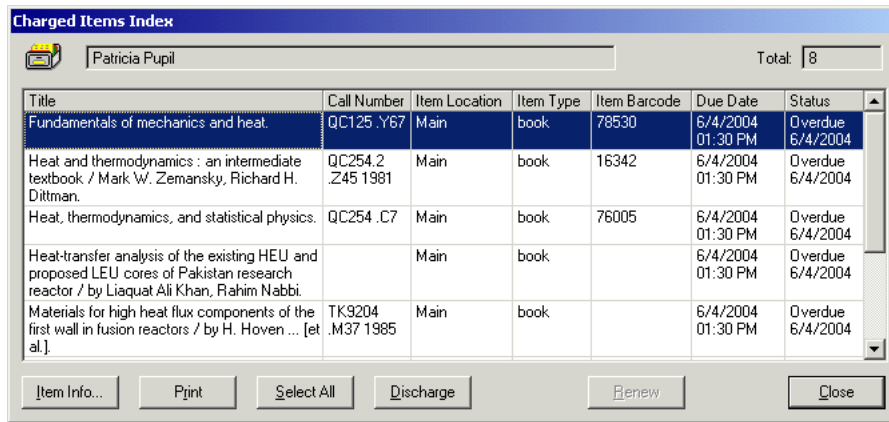 Charged Items Index
Patricia Pupil Total: 8
Title Call Number Item Location Item Type Item Barcode Due Date Status
Fundamentals of mechanics and heat. QC125 .Y67 Main book 78530 6/4/2004 Overdue
01:30 PM 6/4/2004
Heat and thermodynamics : an intermediate QC254.2 Main book 16342 6/4/2004 Overdue
textbook / Mark W. Zemansky, Richard H. .Z45 1981 01:30 PM 6/4/2004
Dittman.
Heat, thermodynamics, and statistical physics. QC254 .C7 Main book 76005 6/4/2004 Overdue
01:30 PM 6/4/2004
Heat-transfer analysis of the existing HEU and Main book 6/4/2004 Overdue
proposed LEU cores of Pakistan research 01:30 PM 6/4/2004
reactor / by Liaquat Ali Khan, Rahim Nabbi.
Materials for high heat flux components of the TK9204 Main book 6/4/2004 Overdue
first wall in fusion reactors / by H. Hoven ... [et .M37 1985 01:30 PM 6/4/2004
al.].
Item Info... Print Select All Discharge Renew Close